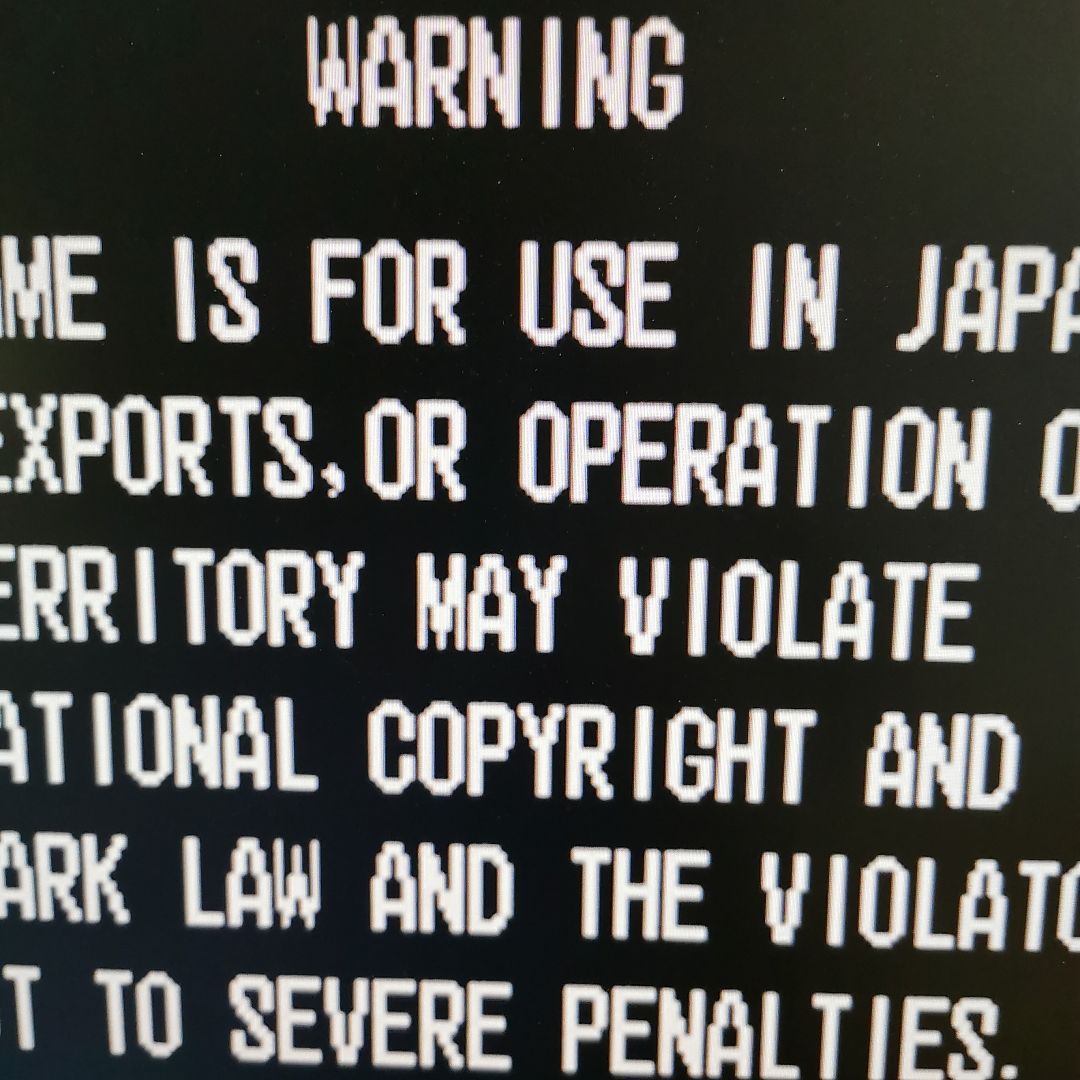 WARNING
ME IS FOR USE IN JAPA
EXPORTS, OR OPERATION O
ERRITORY MAY VIOLATE
ATIONAL COPYRIGHT AND
ARK LAW AND THE VIOLATO
T TO SEVERE PENALTIES.